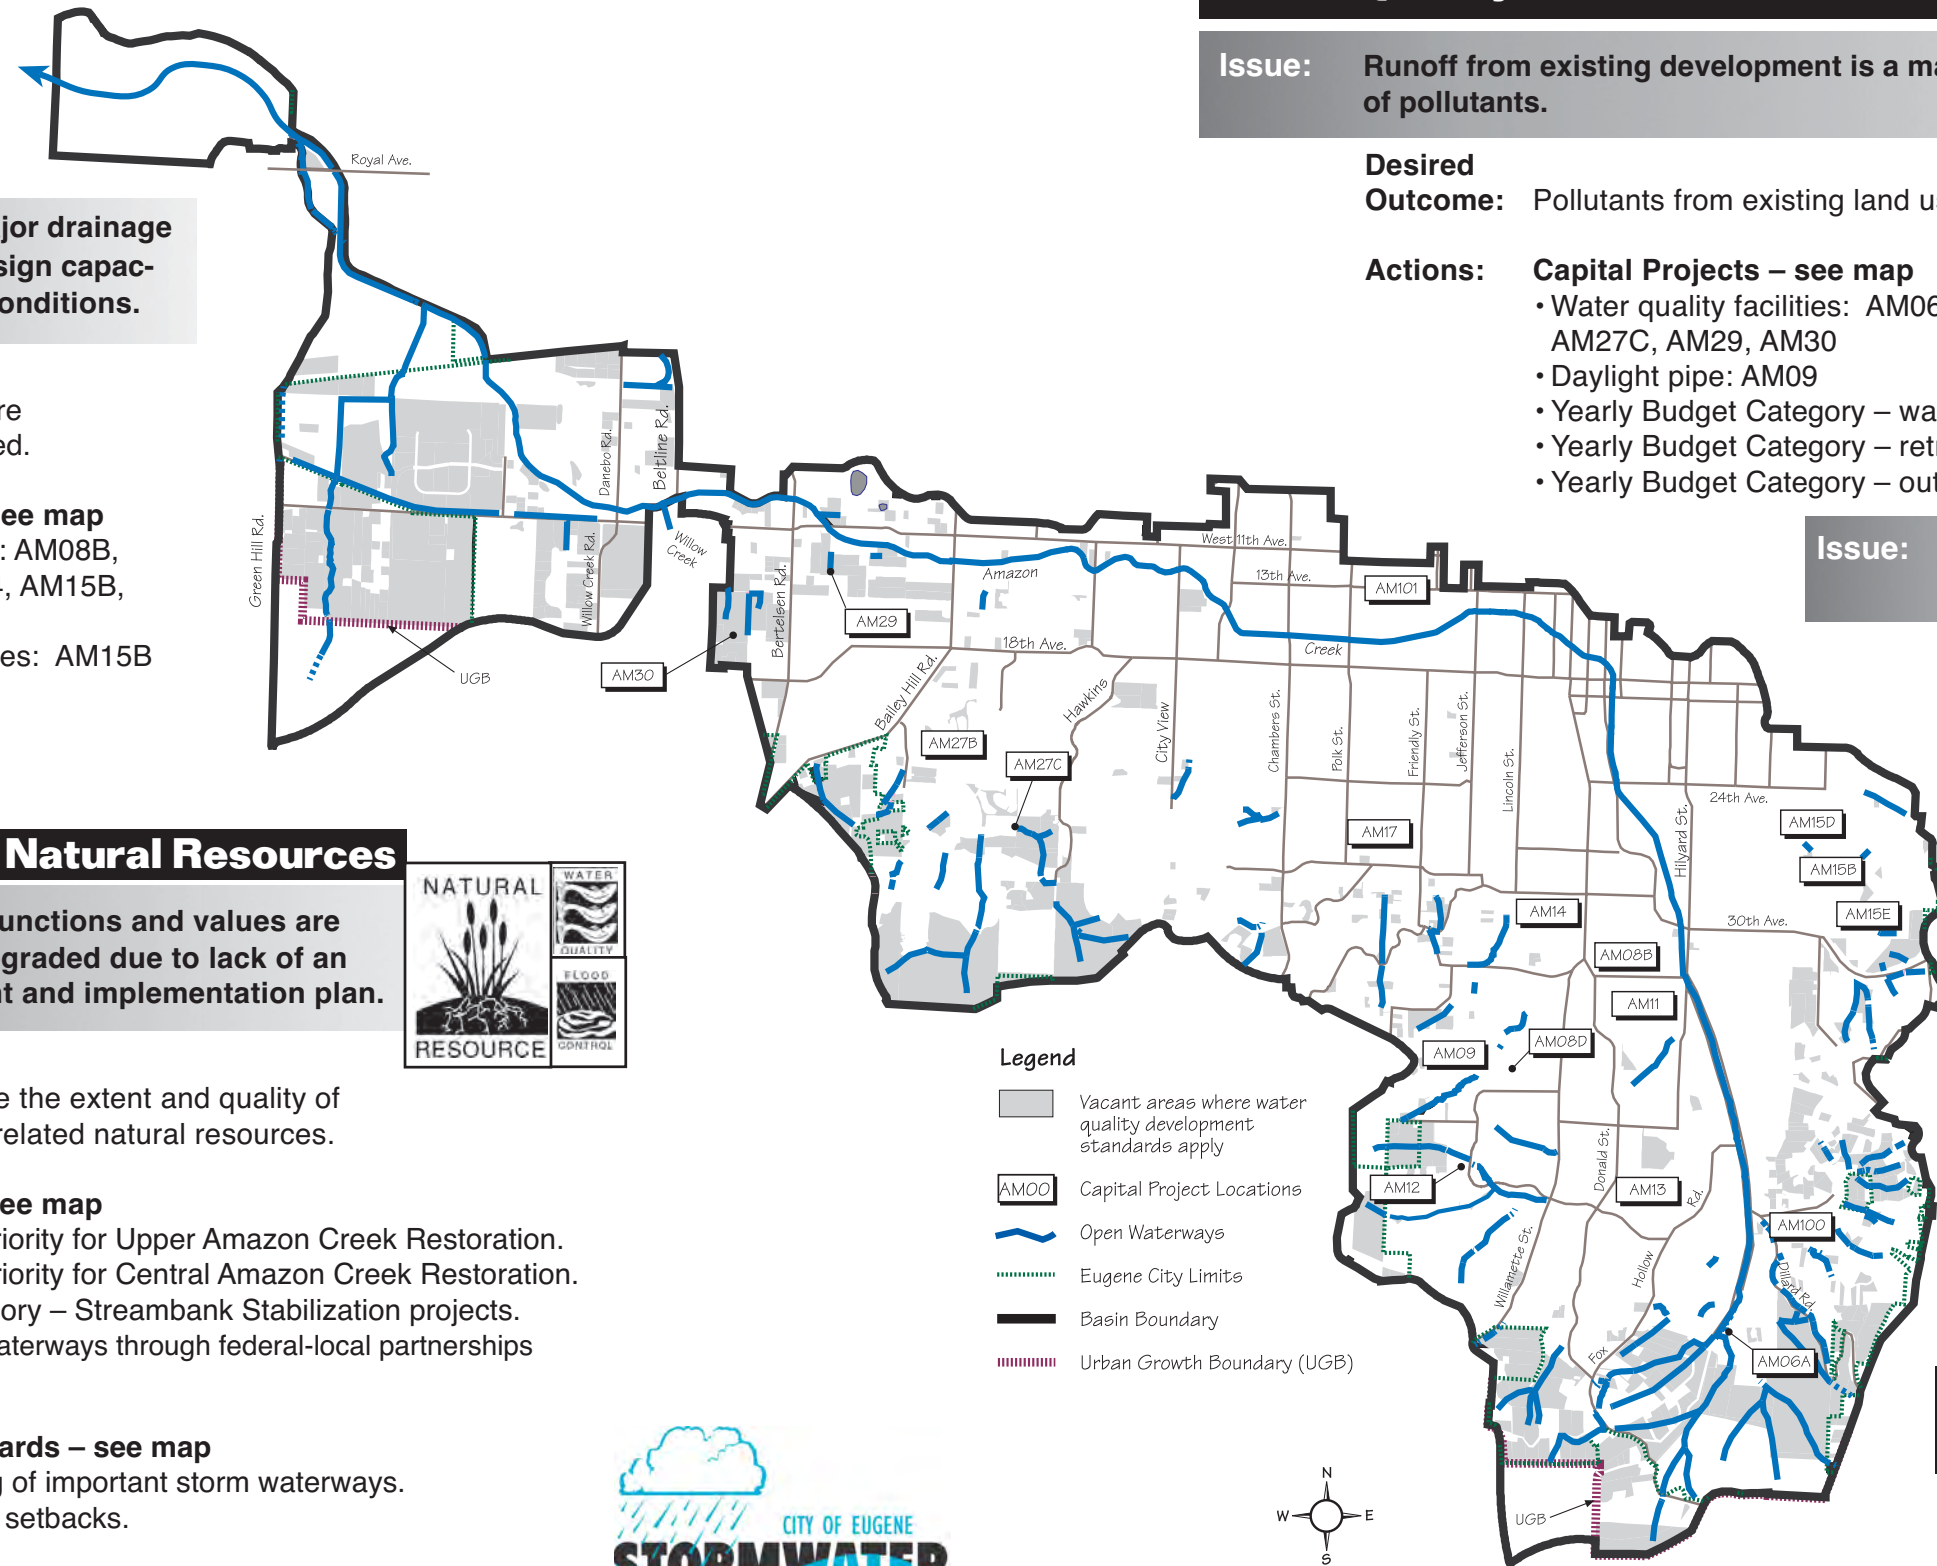 Issue:
Runoff from existing development is a ma
of pollutants.
Desired
Outcome: Pollutants from existing land u
Actions: Capital Projects – see map
• Water quality facilities: AM06
AM27C, AM29, AM30
• Daylight pipe: AM09
• Yearly Budget Category – wa
• Yearly Budget Category – retr
• Yearly Budget Category – out
Issue:
jor drainage
sign capac-
onditions.
re
ed.
ee map
: AM08B,
, AM15B,
es: AM15B
Natural Resources
unctions and values are
graded due to lack of an
t and implementation plan.
NATURAL
RESOURCE
WATER
QUALITY
FLOOD
CONTROL
e the extent and quality of
related natural resources.
ee map
riority for Upper Amazon Creek Restoration.
riority for Central Amazon Creek Restoration.
ory – Streambank Stabilization projects.
aterways through federal-local partnerships
ards – see map
g of important storm waterways.
setbacks.
CITY OF EUGENE
STORMWATER
Royal Ave.
Green Hill Rd.
Danebo Rd.
Beltline Rd.
Willow Creek Rd.
Willow
Creek
Bertelsen Rd.
UGB
AM30
AM29
Amazon
West 11th Ave.
13th Ave.
AM101
Creek
18th Ave.
Bailey Hill Rd.
Hawkins
City View
Chambers St.
Polk St.
Friendly St.
Jefferson St.
Lincoln St.
Hilyard St.
24th Ave.
AM27B
AM27C
AM17
AM15D
AM15B
AM15E
30th Ave.
AM14
AM08B
AM11
AM08D
AM09
AM12
Donald St.
AM13
Rd.
AM100
Willamette St.
Hollow
Fox
Dillard Rd.
AM06A
UGB
Legend
Vacant areas where water
quality development
standards apply
AM00 Capital Project Locations
Open Waterways
Eugene City Limits
Basin Boundary
Urban Growth Boundary (UGB)
N
W E
S